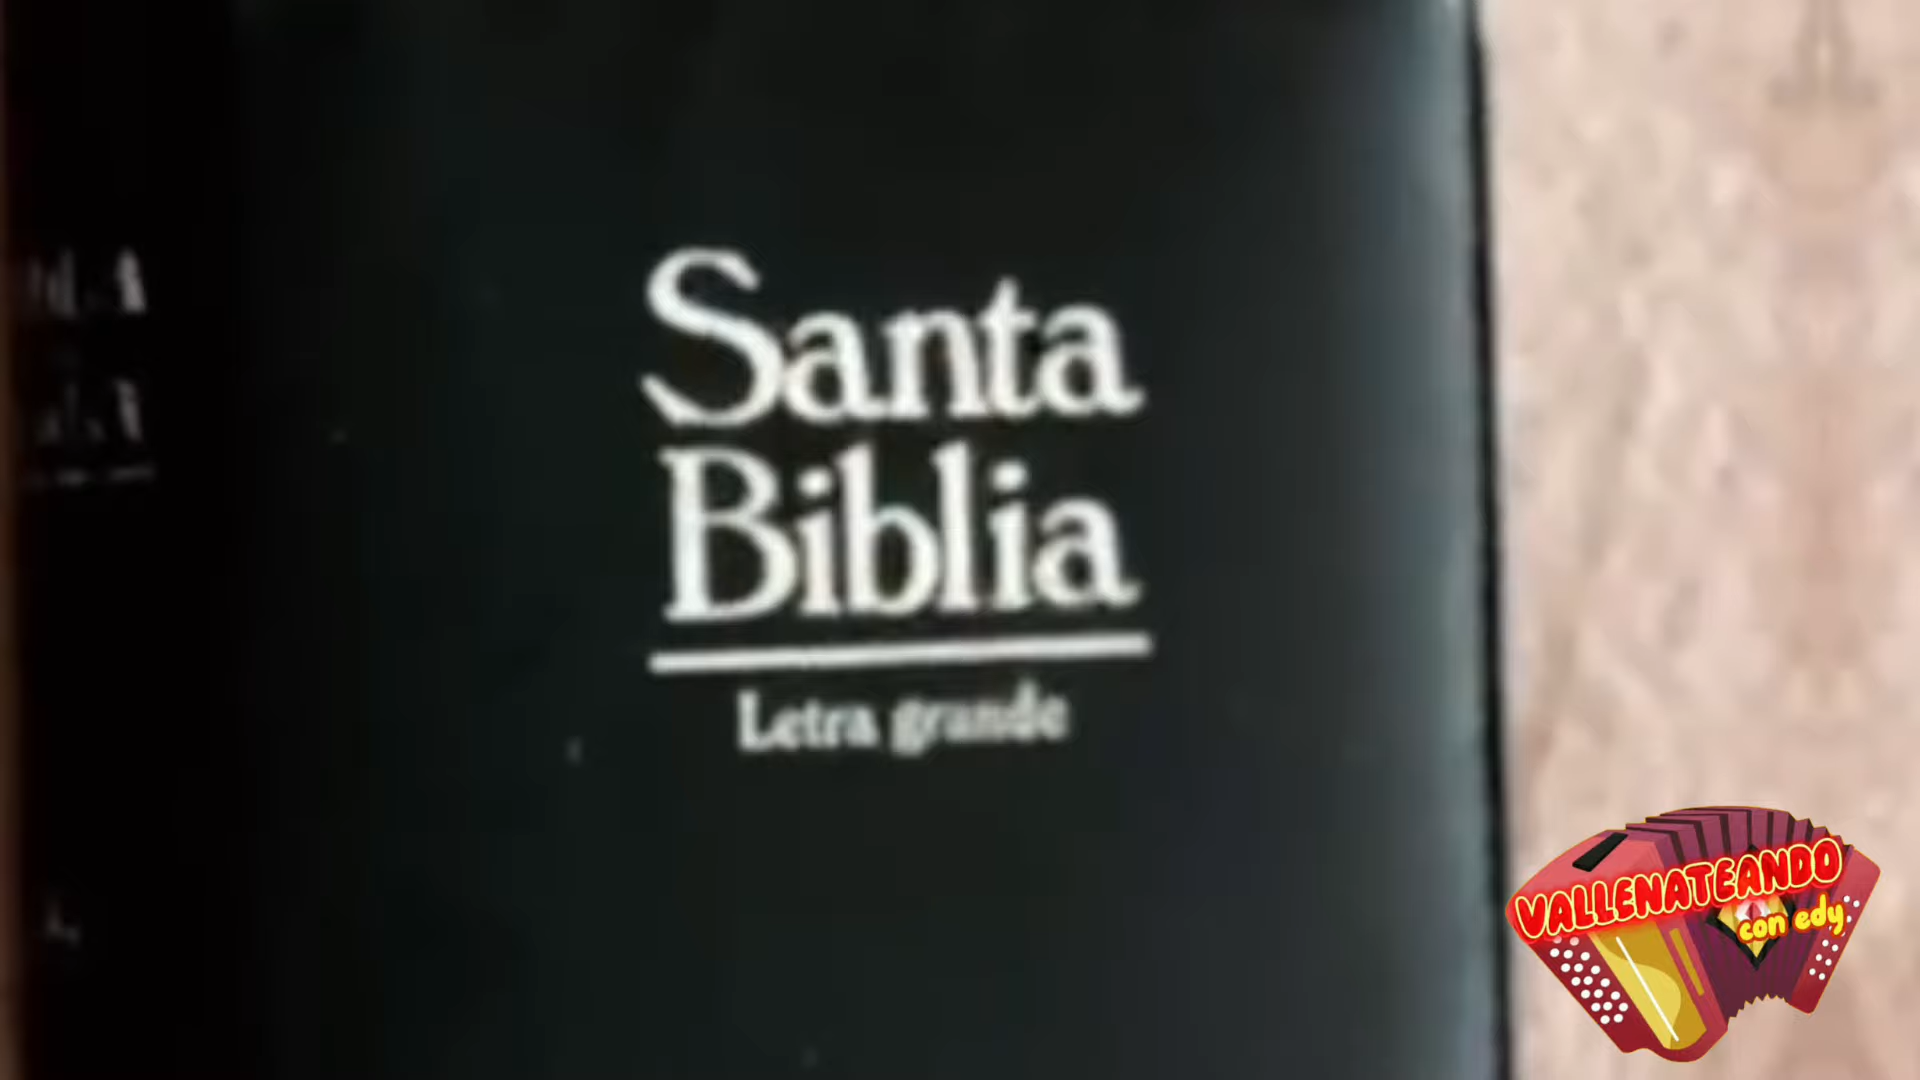 Santa
Biblia
Letra grande
VALLENATEANDO
con edy